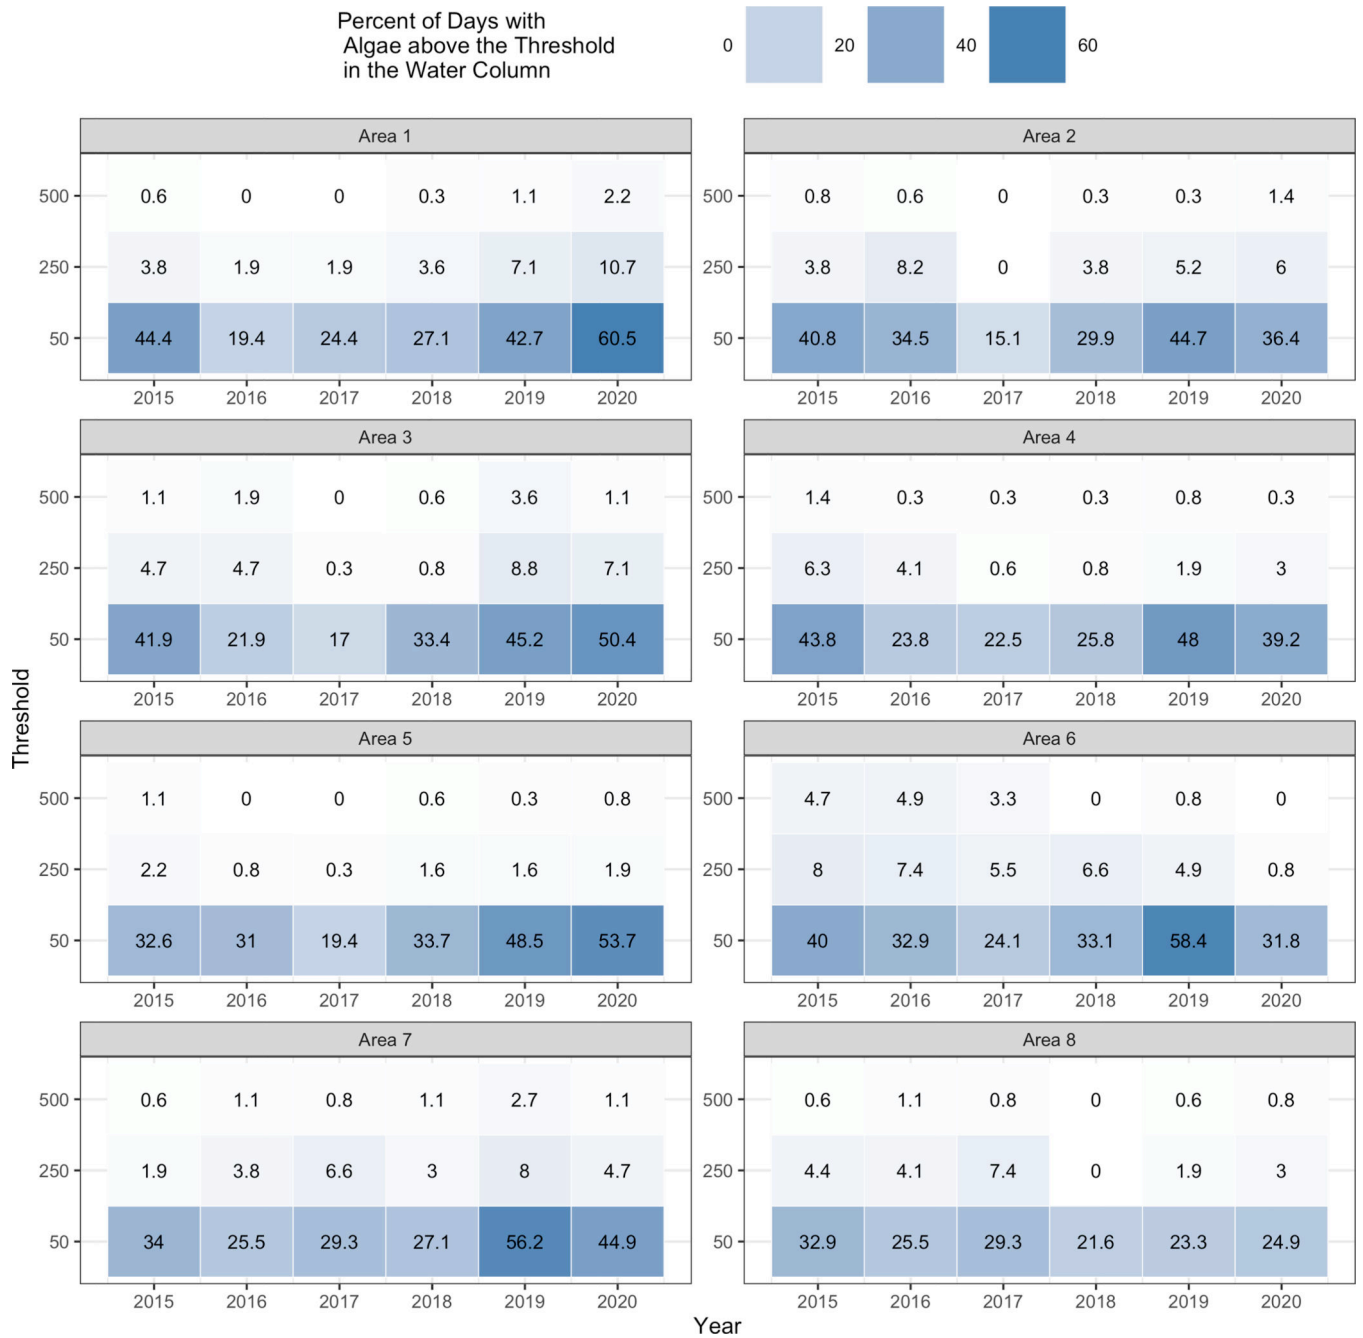 Percent of Days with
Algae above the Threshold
in the Water Column
0 20 40 60
Area 1 Area 2
500 0.6 0 0 0.3 1.1 2.2 500 0.8 0.6 0 0.3 0.3 1.4
250 3.8 1.9 1.9 3.6 7.1 10.7 250 3.8 8.2 0 3.8 5.2 6
50 44.4 19.4 24.4 27.1 42.7 60.5 50 40.8 34.5 15.1 29.9 44.7 36.4
2015 2016 2017 2018 2019 2020 2015 2016 2017 2018 2019 2020
Area 3 Area 4
500 1.1 1.9 0 0.6 3.6 1.1 500 1.4 0.3 0.3 0.3 0.8 0.3
250 4.7 4.7 0.3 0.8 8.8 7.1 250 6.3 4.1 0.6 0.8 1.9 3
50 41.9 21.9 17 33.4 45.2 50.4 50 43.8 23.8 22.5 25.8 48 39.2
2015 2016 2017 2018 2019 2020 2015 2016 2017 2018 2019 2020
Threshold
Area 5 Area 6
500 1.1 0 0 0.6 0.3 0.8 500 4.7 4.9 3.3 0 0.8 0
250 2.2 0.8 0.3 1.6 1.6 1.9 250 8 7.4 5.5 6.6 4.9 0.8
50 32.6 31 19.4 33.7 48.5 53.7 50 40 32.9 24.1 33.1 58.4 31.8
2015 2016 2017 2018 2019 2020 2015 2016 2017 2018 2019 2020
Area 7 Area 8
500 0.6 1.1 0.8 1.1 2.7 1.1 500 0.6 1.1 0.8 0 0.6 0.8
250 1.9 3.8 6.6 3 8 4.7 250 4.4 4.1 7.4 0 1.9 3
50 34 25.5 29.3 27.1 56.2 44.9 50 32.9 25.5 29.3 21.6 23.3 24.9
2015 2016 2017 2018 2019 2020 2015 2016 2017 2018 2019 2020
Year